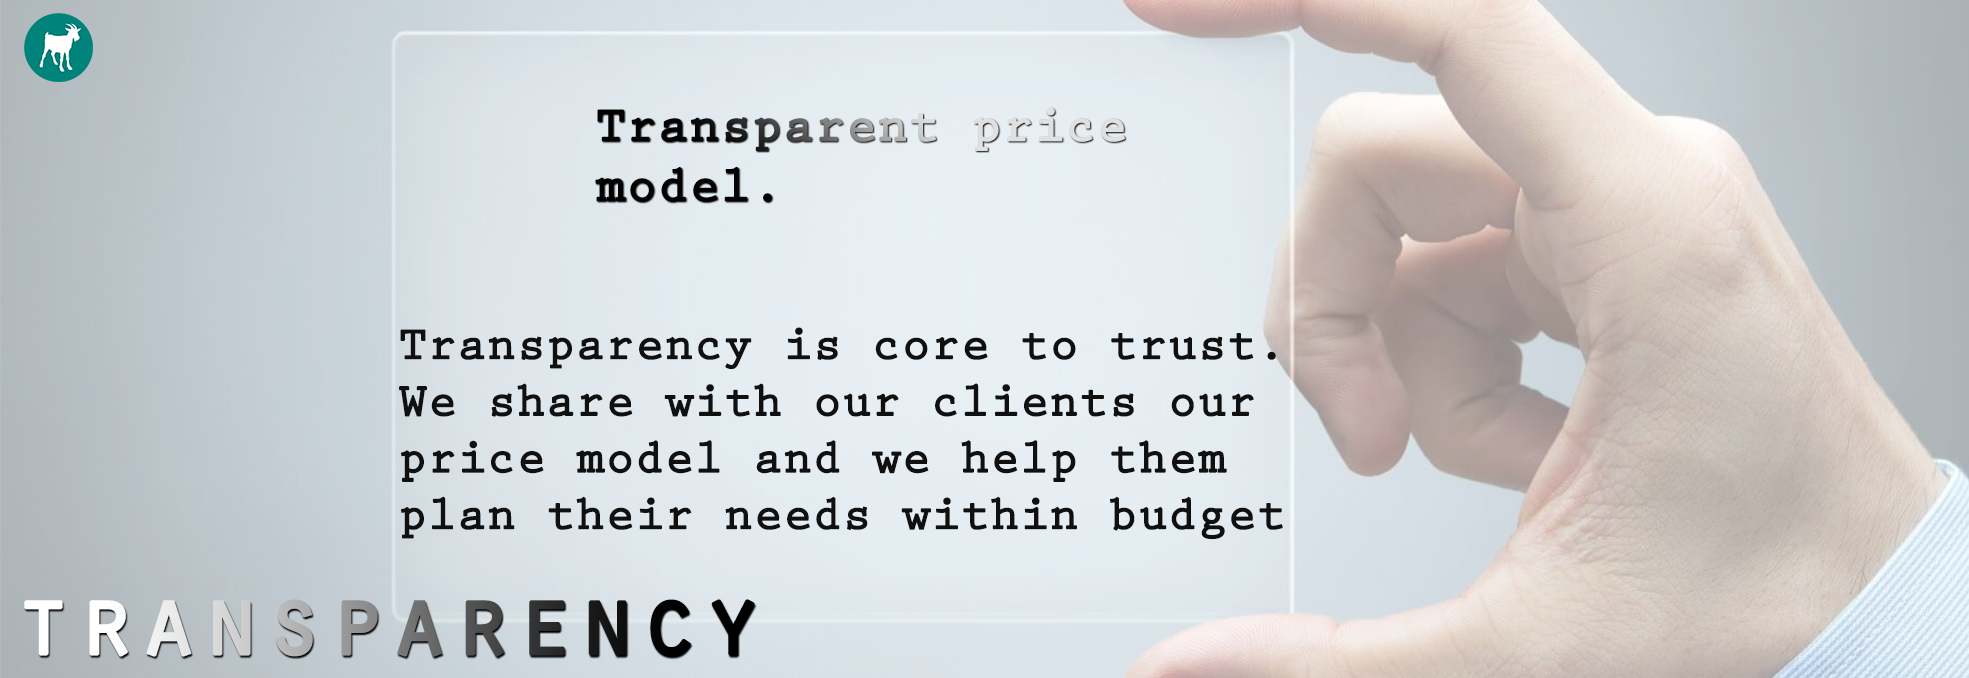 Transparent price
model.
Transparency is core to trust.
We share with our clients our
price model and we help them
plan their needs within budget
TRANSPARENCY